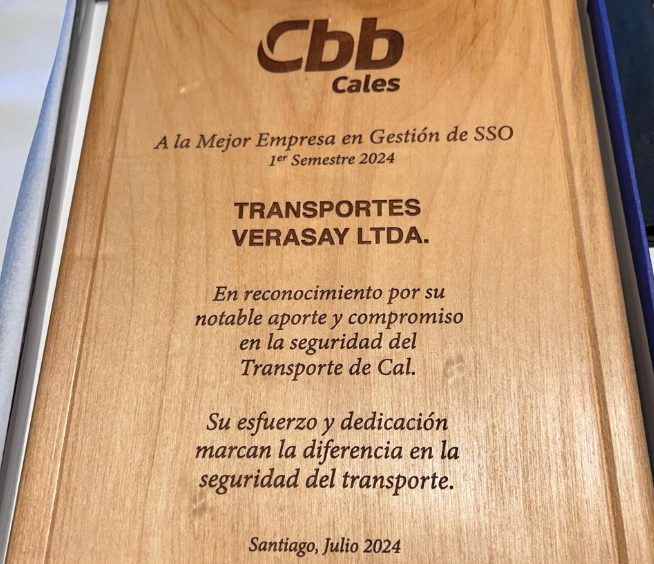 Cbb
Cales
A la Mejor Empresa en Gestión de SSO
1er Semestre 2024
TRANSPORTES
VERASAY LTDA.
En reconocimiento por su
notable aporte y compromiso
en la seguridad del
Transporte de Cal.
Su esfuerzo y dedicación
marcan la diferencia en la
seguridad del transporte.
Santiago, Julio 2024